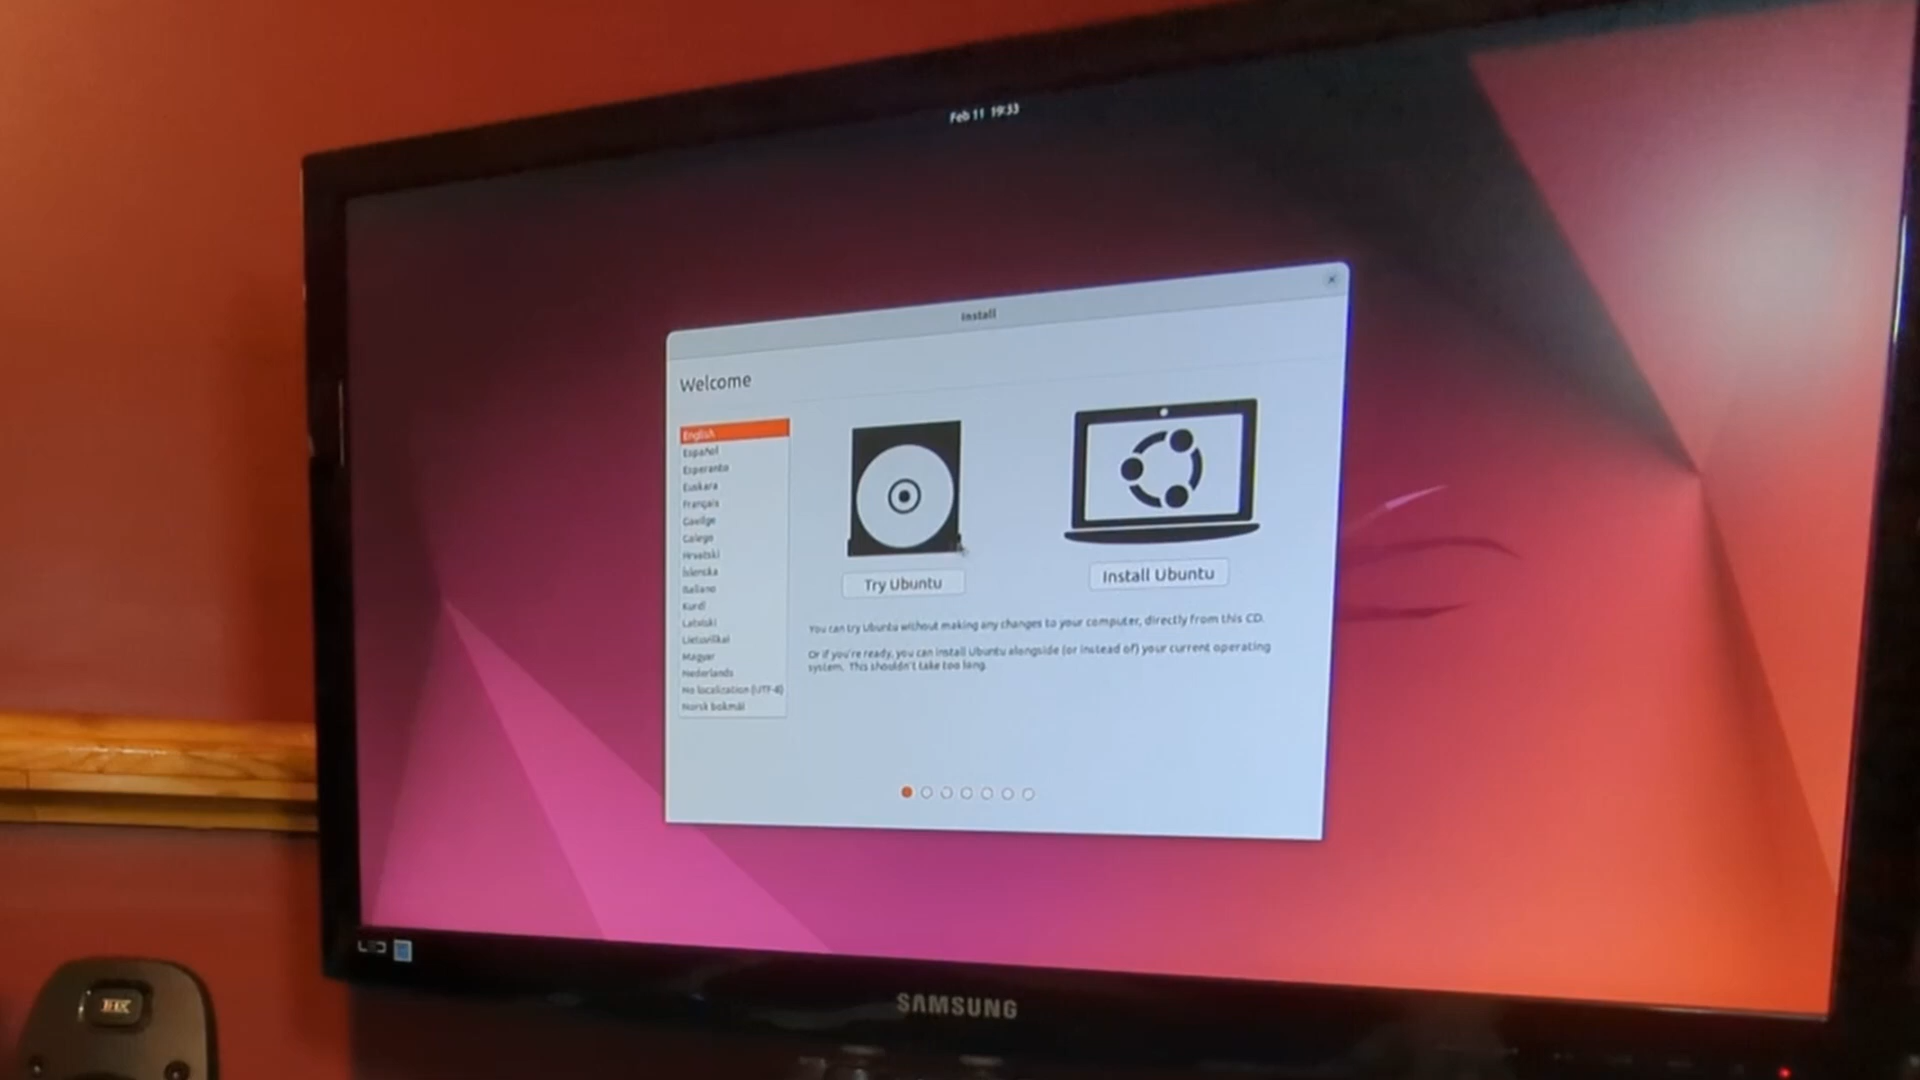 Feb 11 19:33
Install
Welcome
English
Español
Esperanto
Euskara
Français
Gaeilge
Galego
Hrvatski
Íslenska
Italiano
Kurdî
Latviski
Lietuviškai
Magyar
Nederlands
No localization (UTF-8)
Norsk bokmål
Try Ubuntu
Install Ubuntu
You can try Ubuntu without making any changes to your computer, directly from this CD.
Or if you're ready, you can install Ubuntu alongside (or instead of) your current operating
system. This shouldn't take too long.
LED
SAMSUNG
THX